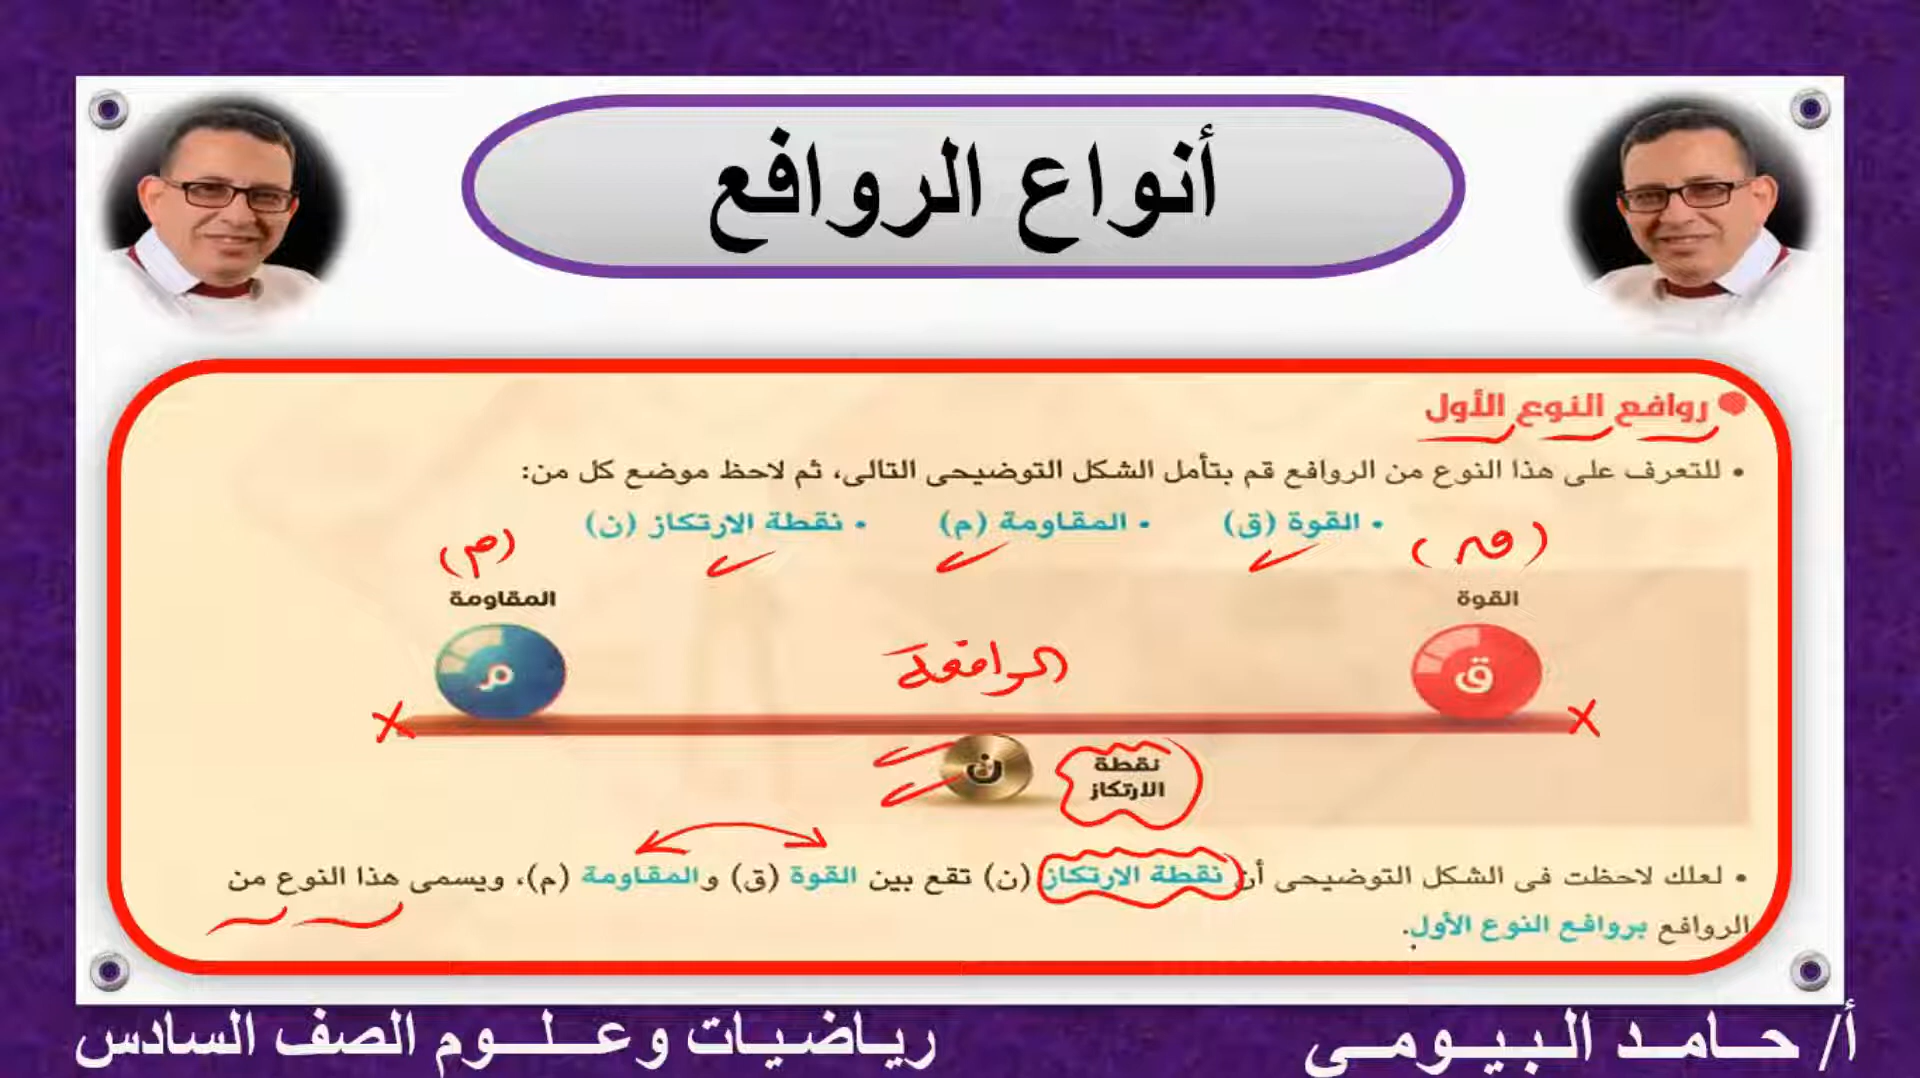 أنواع الروافع
روافع النوع الأول
• للتعرف على هذا النوع من الروافع قم بتأمل الشكل التوضيحى التالى، ثم لاحظ موضع كل من:
• القوة (ق) • المقاومة (م) • نقطة الارتكاز (ن)
(ق) (م)
القوة المقاومة
ق م
الرافعة
ن
نقطة
الارتكاز
• لعلك لاحظت فى الشكل التوضيحى أن نقطة الارتكاز (ن) تقع بين القوة (ق) والمقاومة (م)، ويسمى هذا النوع من
الروافع بروافع النوع الأول.
أ/ حامد البيومى رياضيات وعلوم الصف السادس